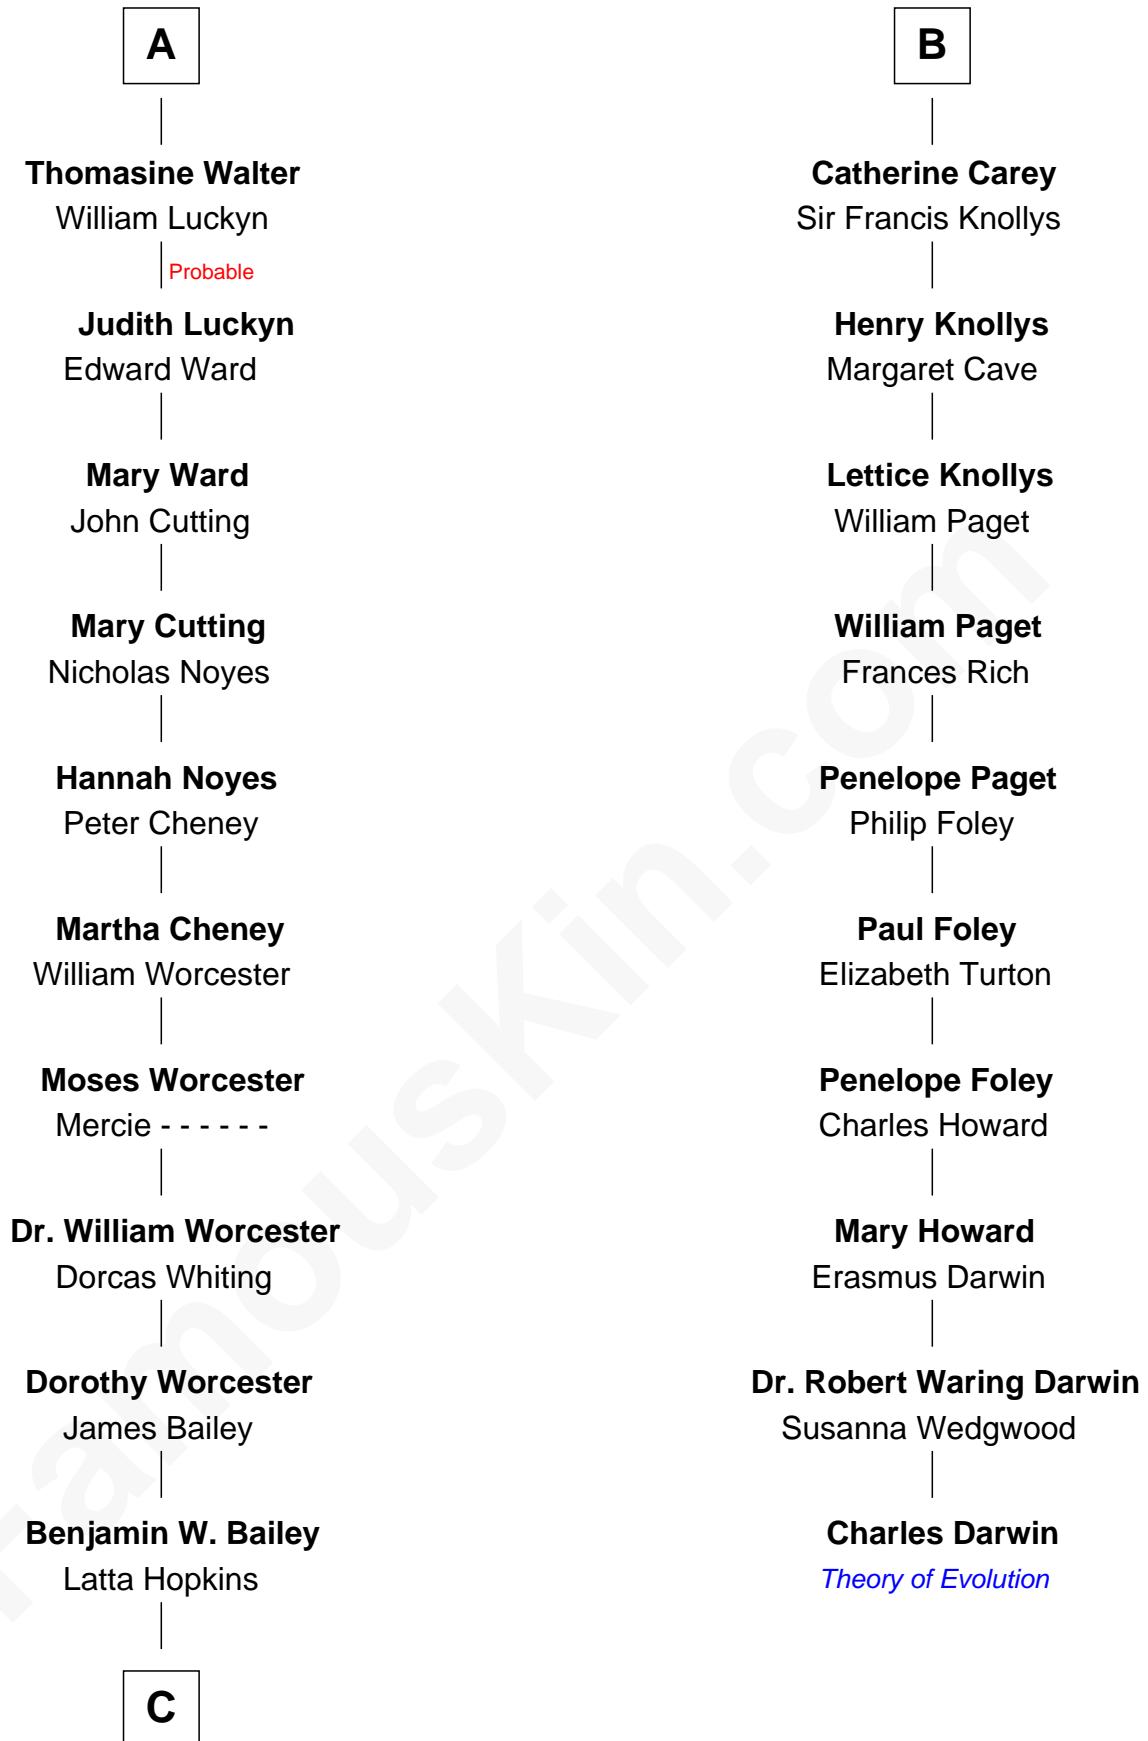 A
Thomasine Walter
William Luckyn
Probable
Judith Luckyn
Edward Ward
Mary Ward
John Cutting
Mary Cutting
Nicholas Noyes
Hannah Noyes
Peter Cheney
Martha Cheney
William Worcester
Moses Worcester
Mercie - - - - - -
Dr. William Worcester
Dorcas Whiting
Dorothy Worcester
James Bailey
Benjamin W. Bailey
Latta Hopkins
C
B
Catherine Carey
Sir Francis Knollys
Henry Knollys
Margaret Cave
Lettice Knollys
William Paget
William Paget
Frances Rich
Penelope Paget
Philip Foley
Paul Foley
Elizabeth Turton
Penelope Foley
Charles Howard
Mary Howard
Erasmus Darwin
Dr. Robert Waring Darwin
Susanna Wedgwood
Charles Darwin
Theory of Evolution
FamousKin.com